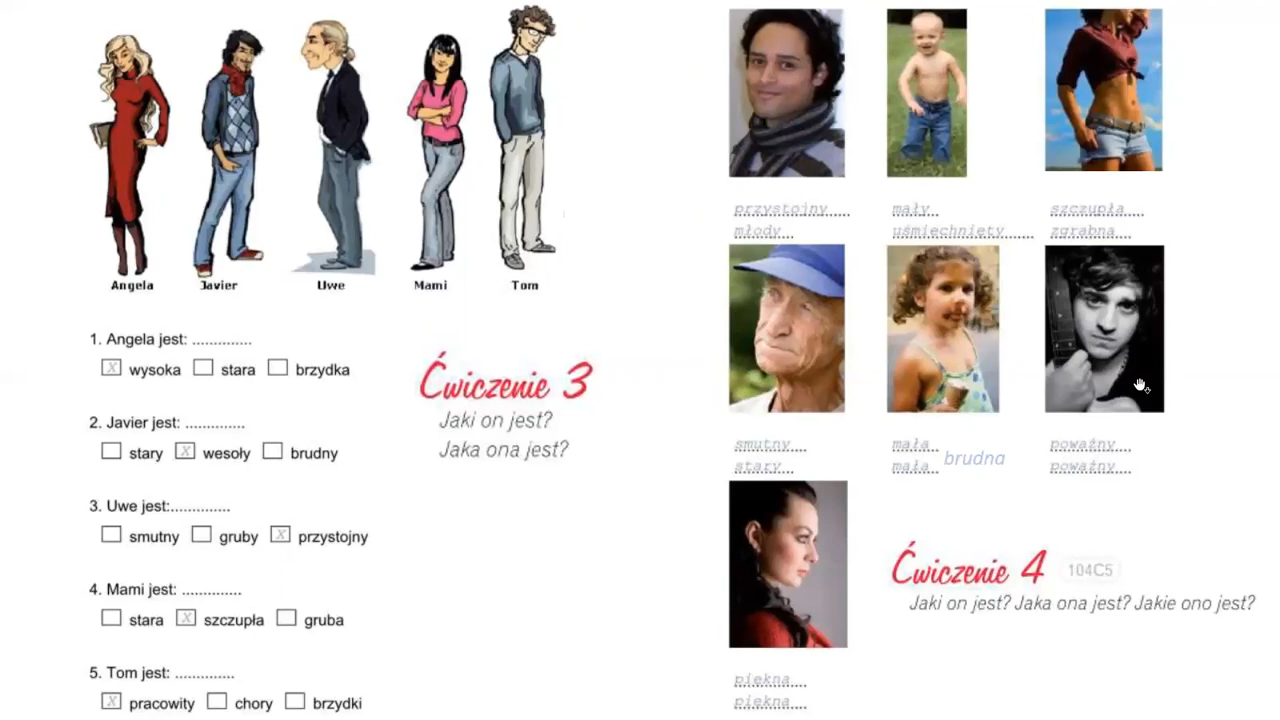 Angela
Javier
Uwe
Mami
Tom
1. Angela jest: ..............
X wysoka stara brzydka
2. Javier jest: ..............
stary X wesoły brudny
3. Uwe jest:..............
smutny gruby X przystojny
4. Mami jest: ..............
stara X szczupła gruba
5. Tom jest: ..............
X pracowity chory brzydki
Ćwiczenie 3
Jaki on jest?
Jaka ona jest?
przystojny
młody
mały
uśmiechnięty
szczupła
zgrabna
smutny
stary
mała
mała brudna
poważny
poważny
piękna
piękna
Ćwiczenie 4 104C5
Jaki on jest? Jaka ona jest? Jakie ono jest?